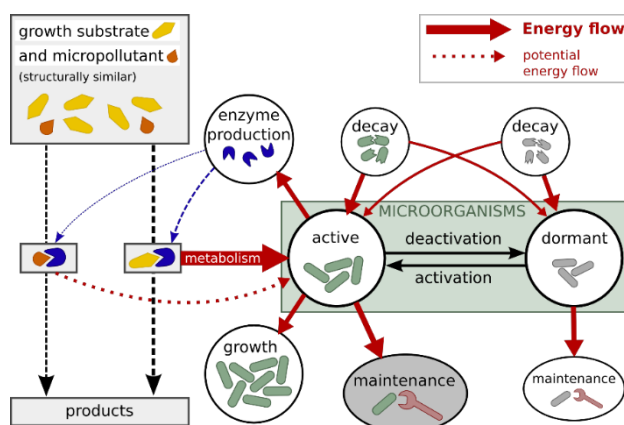 growth substrate
and micropollutant
(structurally similar)
Energy flow
potential
energy flow
enzyme
production
decay
decay
MICROORGANISMS
active
deactivation
dormant
activation
metabolism
growth
maintenance
maintenance
products